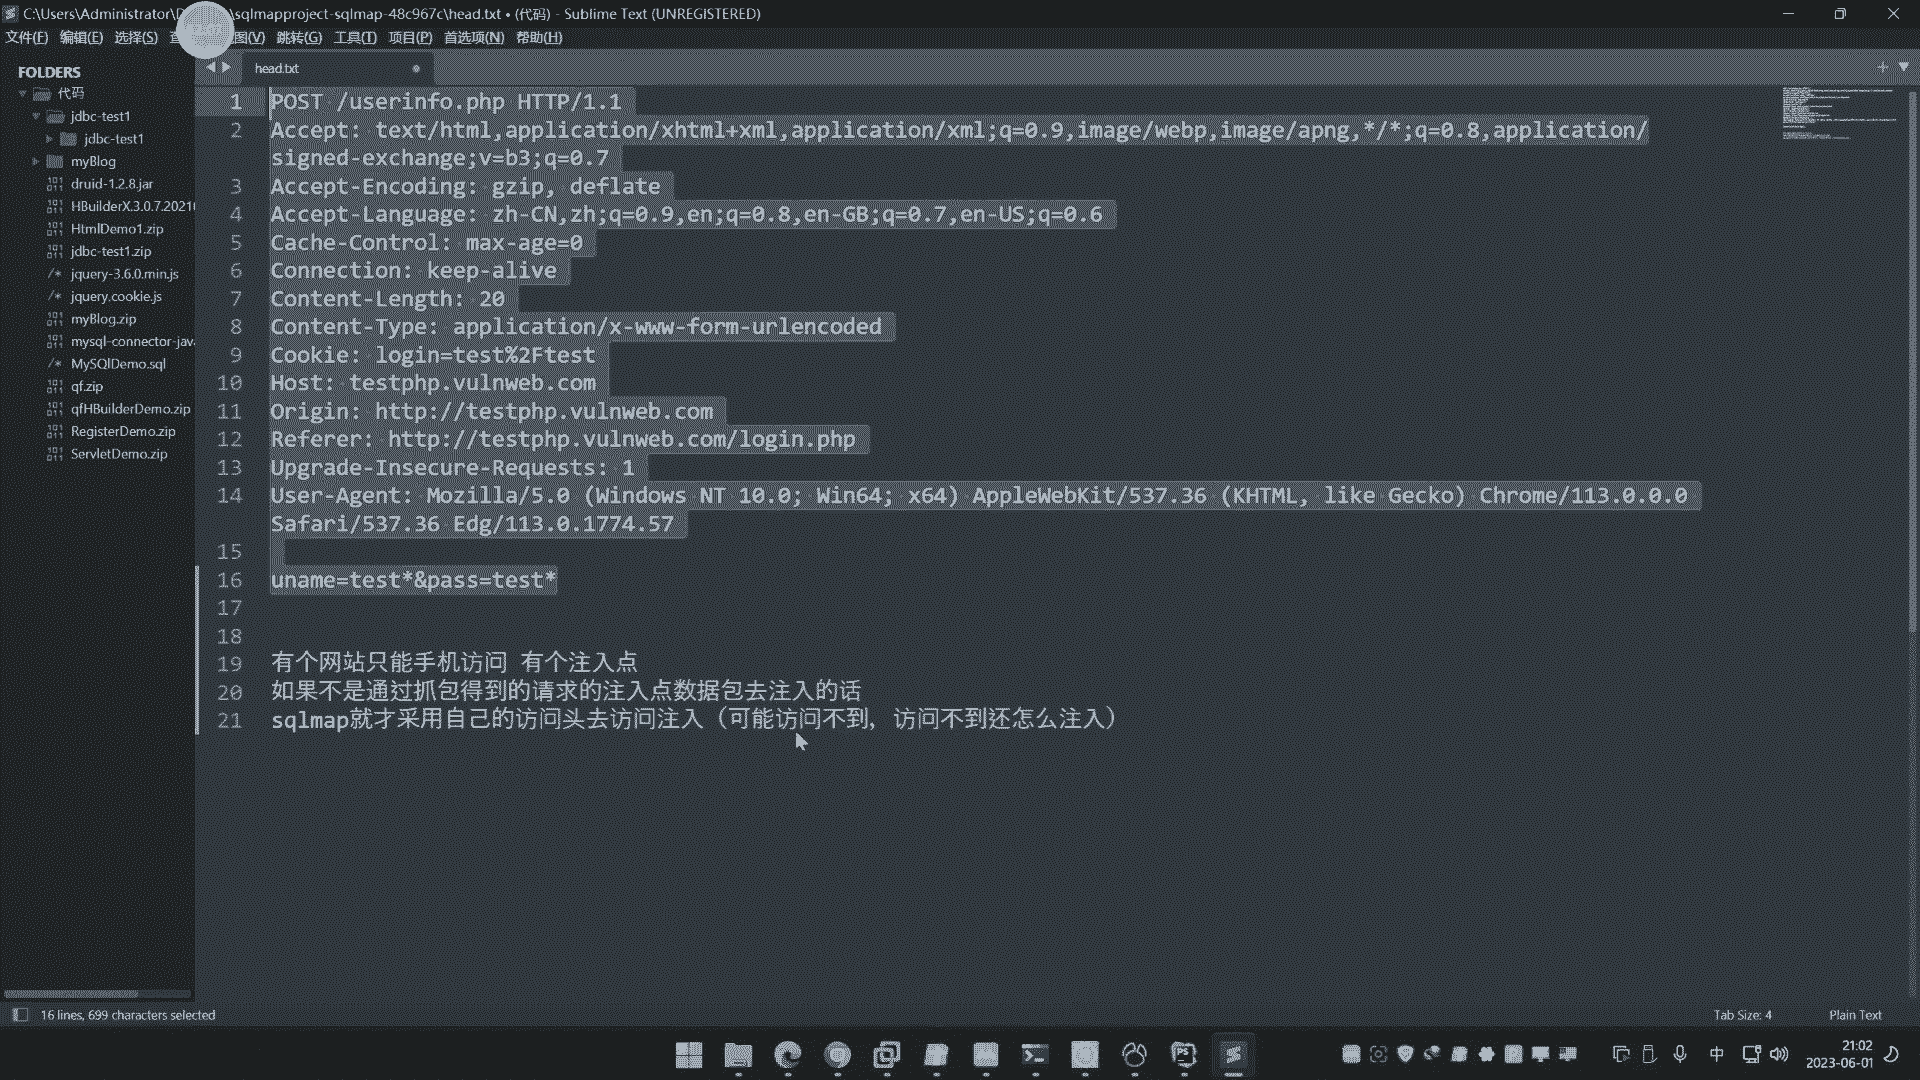 C:\Users\Administrator\D sqlmapproject-sqlmap-48c967c\head.txt • (代码) - Sublime Text (UNREGISTERED)
文件(F) 编辑(E) 选择(S) 查 图(V) 跳转(G) 工具(T) 项目(P) 首选项(N) 帮助(H)
FOLDERS
代码
jdbc-test1
jdbc-test1
myBlog
druid-1.2.8.jar
HBuilderX.3.0.7.2021
HtmlDemo1.zip
jdbc-test1.zip
jquery-3.6.0.min.js
jquery.cookie.js
myBlog.zip
mysql-connector-jav
MySQlDemo.sql
qf.zip
qfHBuilderDemo.zip
RegisterDemo.zip
ServletDemo.zip
head.txt
1 POST /userinfo.php HTTP/1.1
2 Accept: text/html,application/xhtml+xml,application/xml;q=0.9,image/webp,image/apng,*/*;q=0.8,application/
signed-exchange;v=b3;q=0.7
3 Accept-Encoding: gzip, deflate
4 Accept-Language: zh-CN,zh;q=0.9,en;q=0.8,en-GB;q=0.7,en-US;q=0.6
5 Cache-Control: max-age=0
6 Connection: keep-alive
7 Content-Length: 20
8 Content-Type: application/x-www-form-urlencoded
9 Cookie: login=test%2Ftest
10 Host: testphp.vulnweb.com
11 Origin: http://testphp.vulnweb.com
12 Referer: http://testphp.vulnweb.com/login.php
13 Upgrade-Insecure-Requests: 1
14 User-Agent: Mozilla/5.0 (Windows NT 10.0; Win64; x64) AppleWebKit/537.36 (KHTML, like Gecko) Chrome/113.0.0.0
Safari/537.36 Edg/113.0.1774.57
15
16 uname=test*&pass=test*
17
18
19 有个网站只能手机访问 有个注入点
20 如果不是通过抓包得到的请求的注入点数据包去注入的话
21 sqlmap就才采用自己的访问头去访问注入（可能访问不到，访问不到还怎么注入）
16 lines, 699 characters selected
Tab Size: 4
Plain Text
中
21:02
2023-06-01